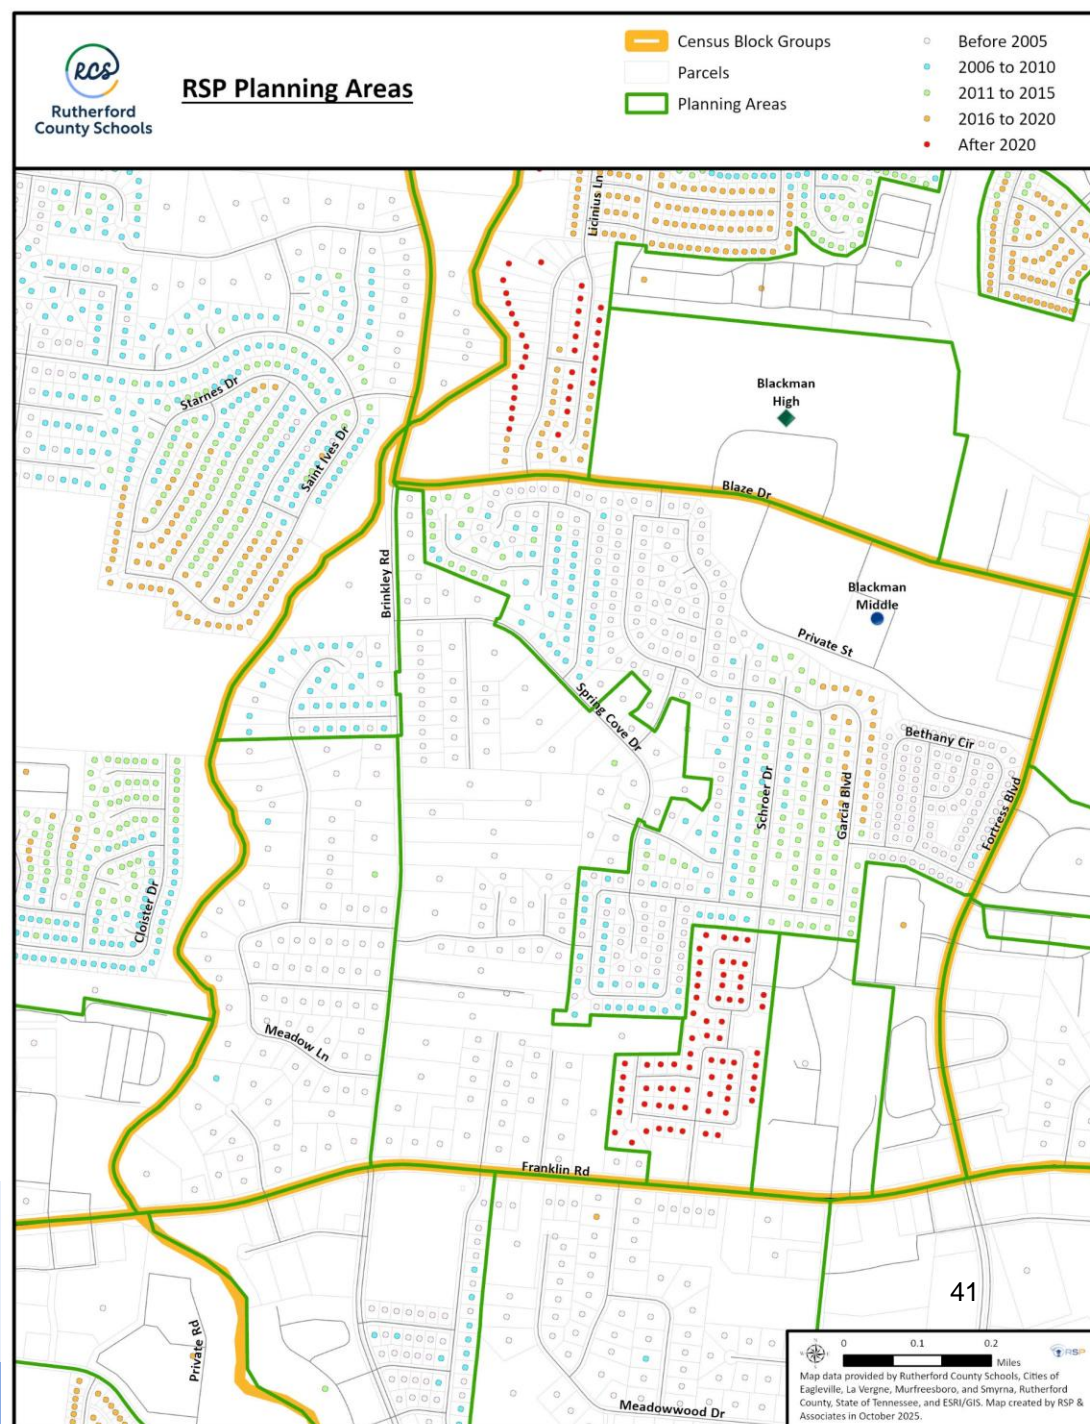 RCS
Rutherford
County Schools
RSP Planning Areas
Census Block Groups
Parcels
Planning Areas
Before 2005
2006 to 2010
2011 to 2015
2016 to 2020
After 2020
Licinius Ln
Starnes Dr
Saint Ives Dr
Blackman
High
Blaze Dr
Brinkley Rd
Blackman
Middle
Private St
Spring Cove Dr
Bethany Cir
Schroer Dr
Garcia Blvd
Fortress Blvd
Cloister Dr
Meadow Ln
Franklin Rd
41
Private Rd
Meadowwood Dr
0 0.1 0.2
Miles
RSP
Map data provided by Rutherford County Schools, Cities of
Eagleville, La Vergne, Murfreesboro, and Smyrna, Rutherford
County, State of Tennessee, and ESRI/GIS. Map created by RSP &
Associates in October 2025.